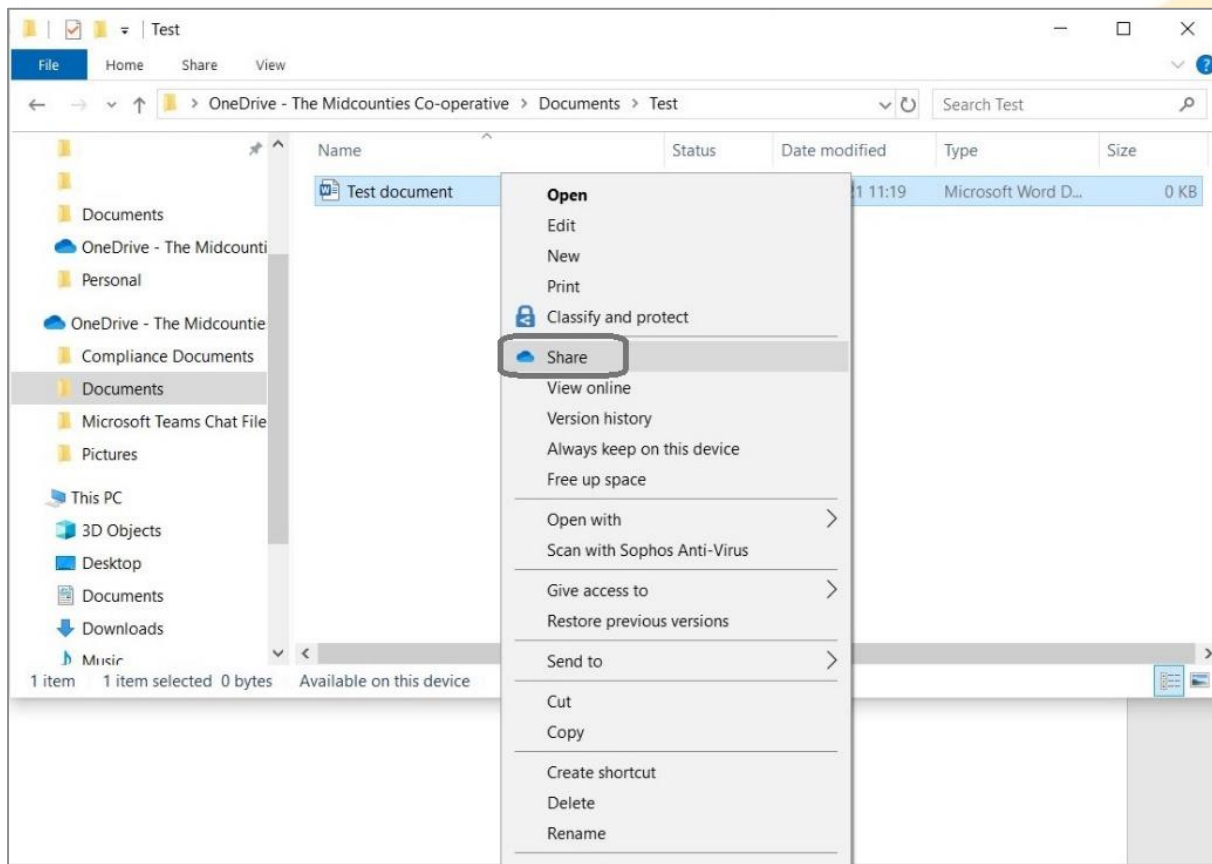 Test
File Home Share View
OneDrive - The Midcounties Co-operative > Documents > Test
Search Test
Name Status Date modified Type Size
Test document 11:19 Microsoft Word D... 0 KB
Documents
OneDrive - The Midcounti
Personal
OneDrive - The Midcountie
Compliance Documents
Documents
Microsoft Teams Chat File
Pictures
This PC
3D Objects
Desktop
Documents
Downloads
Music
1 item 1 item selected 0 bytes Available on this device
Open
Edit
New
Print
Classify and protect
Share
View online
Version history
Always keep on this device
Free up space
Open with
Scan with Sophos Anti-Virus
Give access to
Restore previous versions
Send to
Cut
Copy
Create shortcut
Delete
Rename